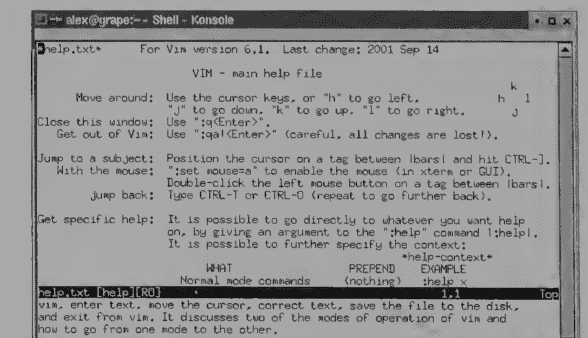 alex@grape:~ - Shell - Konsole
*help.txt*      For Vim version 6.1.  Last change: 2001 Sep 14
VIM - main help file
k
Move around:  Use the cursor keys, or "h" to go left,            h   l
"j" to go down, "k" to go up, "l" to go right.       j
Close this window:  Use ":q<Enter>".
Get out of Vim:  Use ":qa!<Enter>" (careful, all changes are lost!).
Jump to a subject:  Position the cursor on a tag between |bars| and hit CTRL-].
With the mouse:  ":set mouse=a" to enable the mouse (in xterm or GUI).
Double-click the left mouse button on a tag between |bars|.
jump back:  Type CTRL-T or CTRL-O (repeat to go further back).
Get specific help:  It is possible to go directly to whatever you want help
on, by giving an argument to the ":help" command |:help|.
It is possible to further specify the context:
*help-context*
WHAT                  PREPEND    EXAMPLE
Normal mode commands      (nothing)   :help x
help.txt [help][RO]                                           1,1            Top
vim, enter text, move the cursor, correct text, save the file to the disk,
and exit from vim. It discusses two of the modes of operation of vim and
how to go from one mode to the other.